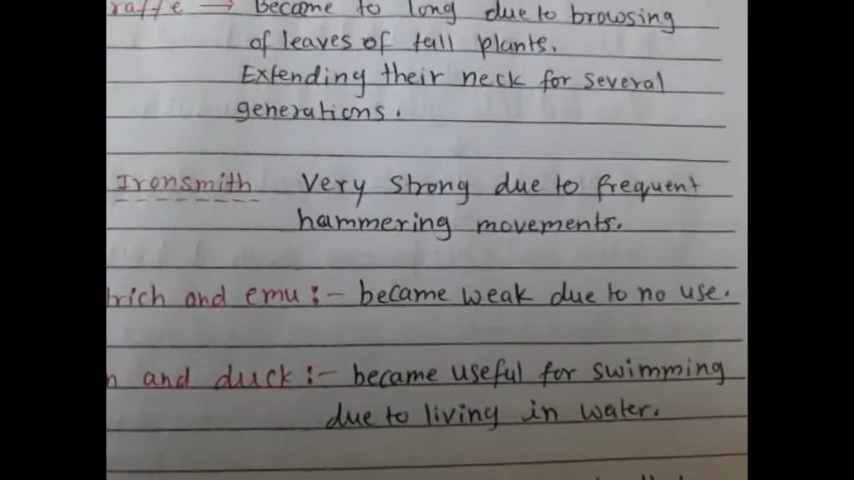 raffe → Became to long due to browsing
of leaves of tall plants.
Extending their neck for several
generations.
Ironsmith Very strong due to frequent
hammering movements.
trich and emu :- became weak due to no use.
n and duck :- became useful for swimming
due to living in water.